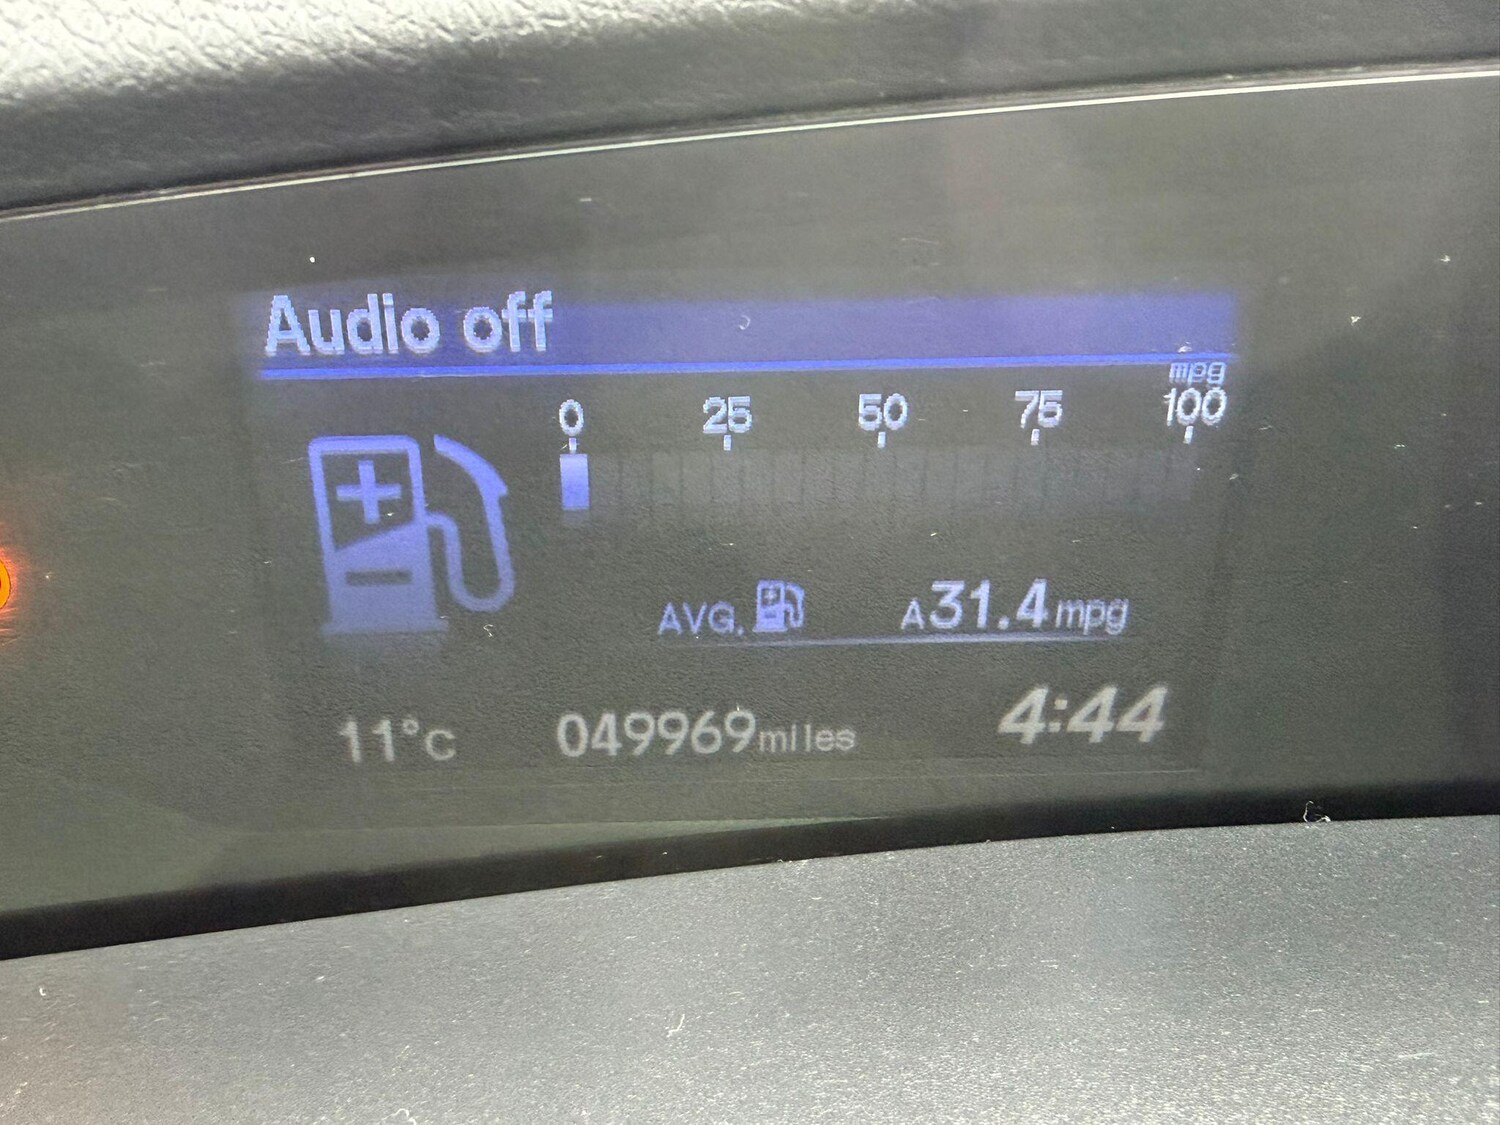 Audio off
mpg
0 25 50 75 100
AVG. A31.4mpg
11°C 049969miles 4:44